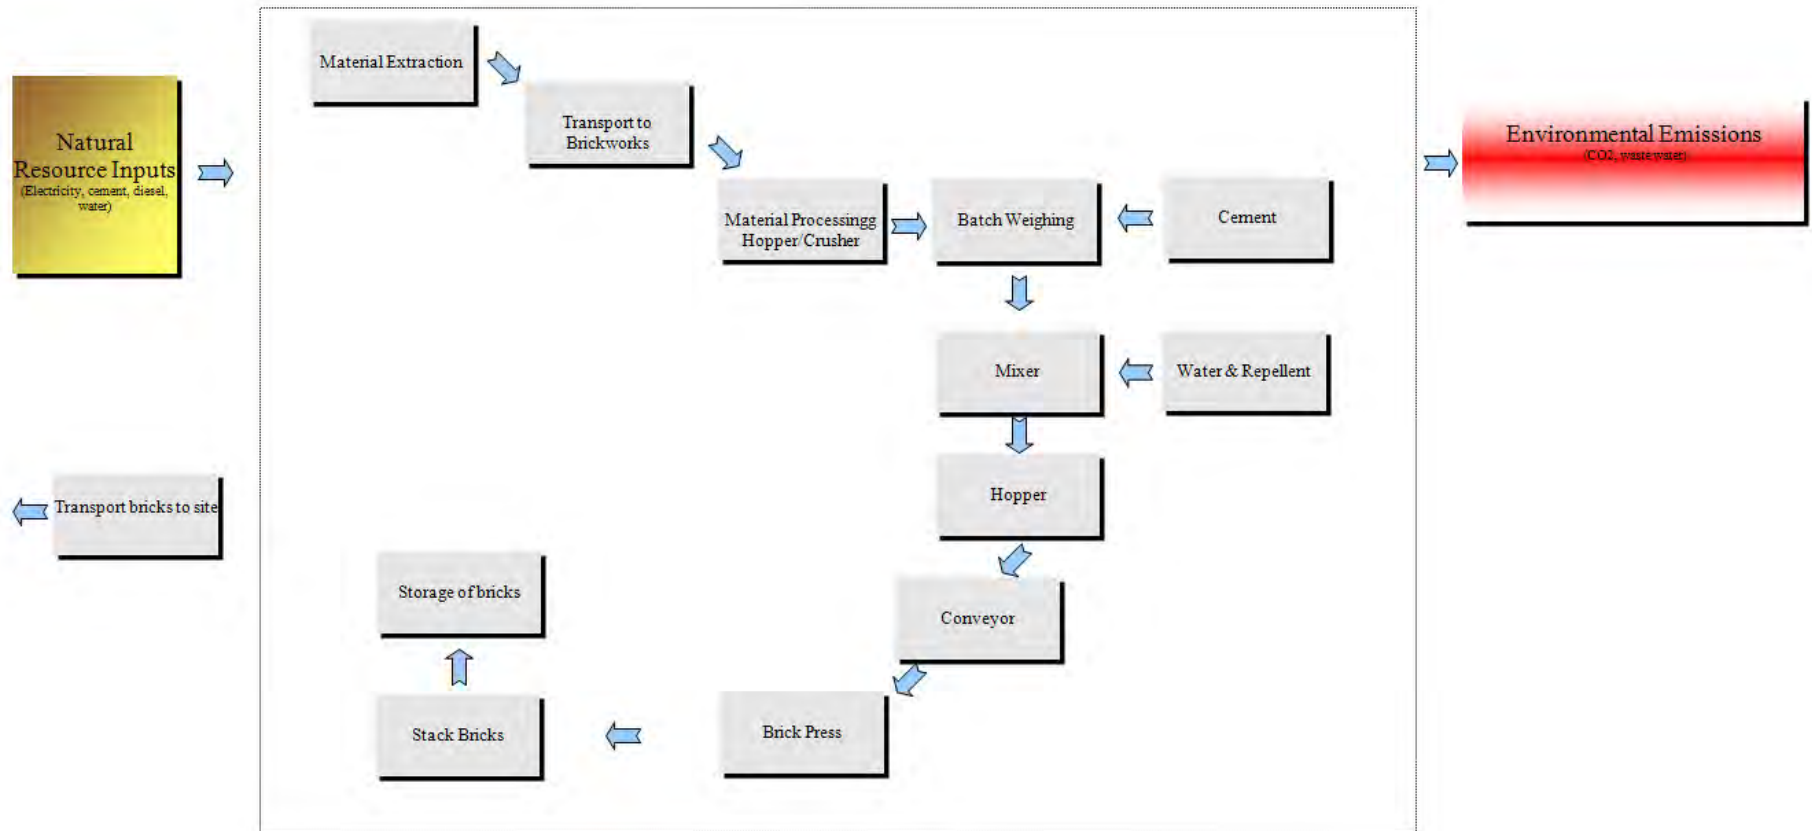 Material Extraction
Natural
Resource Inputs
(Electricity, cement, diesel,
water)
Transport to
Brickworks
Environmental Emissions
(CO2, waste water)
Material Processingg
Hopper/Crusher
Batch Weighing
Cement
Mixer
Water & Repellent
Hopper
Transport bricks to site
Storage of bricks
Conveyor
Stack Bricks
Brick Press